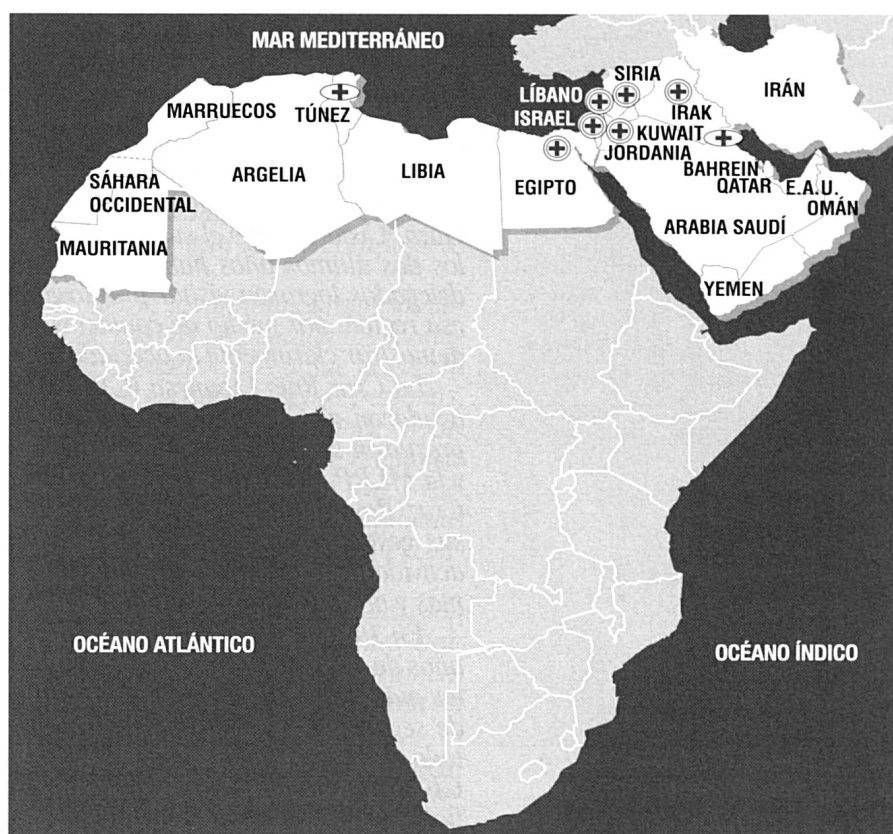 MAR MEDITERRÁNEO
SIRIA
LÍBANO
IRÁN
MARRUECOS
TÚNEZ
ISRAEL
IRAK
KUWAIT
JORDANIA
SÁHARA
OCCIDENTAL
ARGELIA
LIBIA
EGIPTO
BAHREIN
QATAR
E.A.U.
OMÁN
ARABIA SAUDÍ
MAURITANIA
YEMEN
OCÉANO ATLÁNTICO
OCÉANO ÍNDICO